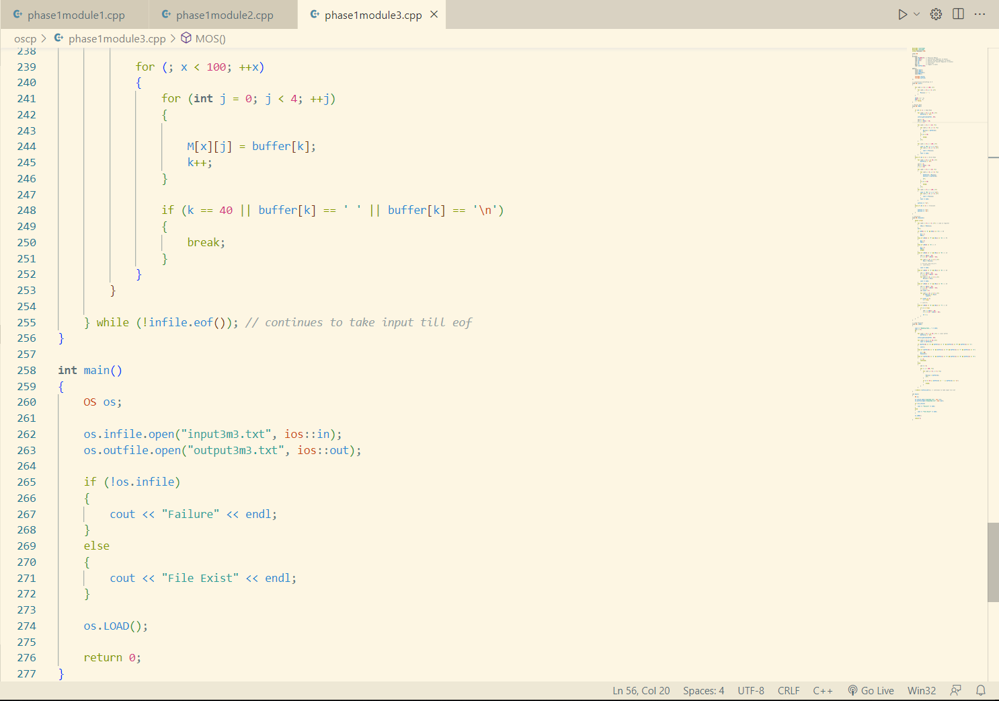 phase1module1.cpp phase1module2.cpp phase1module3.cpp
oscp > phase1module3.cpp > MOS()
238
239 for (; x < 100; ++x)
240 {
241 for (int j = 0; j < 4; ++j)
242 {
243
244 M[x][j] = buffer[k];
245 k++;
246 }
247
248 if (k == 40 || buffer[k] == ' ' || buffer[k] == '\n')
249 {
250 break;
251 }
252 }
253 }
254
255 } while (!infile.eof()); // continues to take input till eof
256 }
257
258 int main()
259 {
260 OS os;
261
262 os.infile.open("input3m3.txt", ios::in);
263 os.outfile.open("output3m3.txt", ios::out);
264
265 if (!os.infile)
266 {
267 cout << "Failure" << endl;
268 }
269 else
270 {
271 cout << "File Exist" << endl;
272 }
273
274 os.LOAD();
275
276 return 0;
277 }
Ln 56, Col 20 Spaces: 4 UTF-8 CRLF C++ Go Live Win32